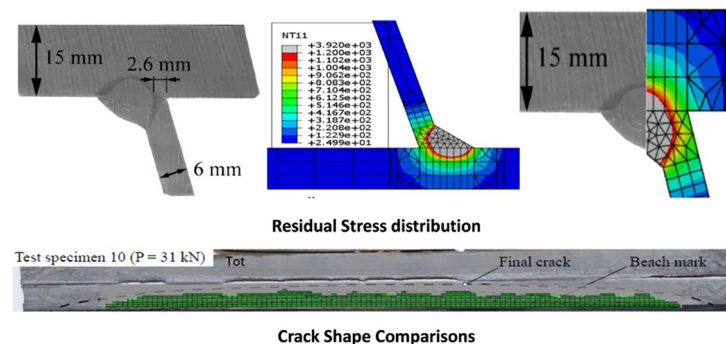 15 mm
2.6 mm
6 mm
NT11
+3.920e+03
+1.200e+03
+1.102e+03
+1.004e+03
+9.062e+02
+8.083e+02
+7.104e+02
+6.125e+02
+5.145e+02
+4.166e+02
+3.187e+02
+2.208e+02
+1.229e+02
+2.499e+01
15 mm
Residual Stress distribution
Test specimen 10 (P = 31 kN)
Tot
Final crack
Beach mark
Crack Shape Comparisons